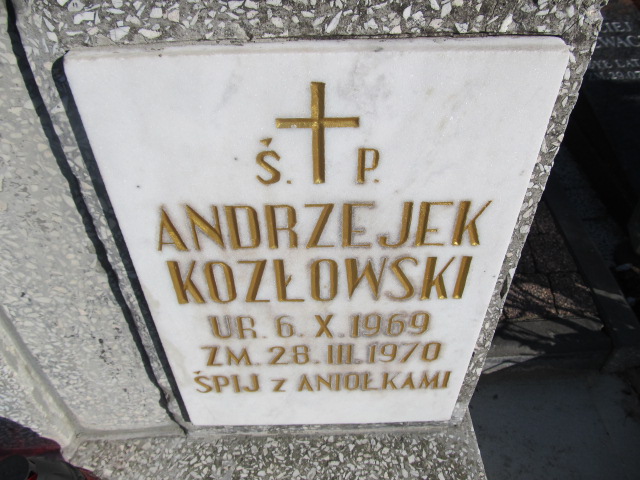 Ś. P.
ANDRZEJEK
KOZŁOWSKI
UR. 6. X. 1969
ZM. 28. III. 1970
ŚPIJ z ANIOŁKAMI